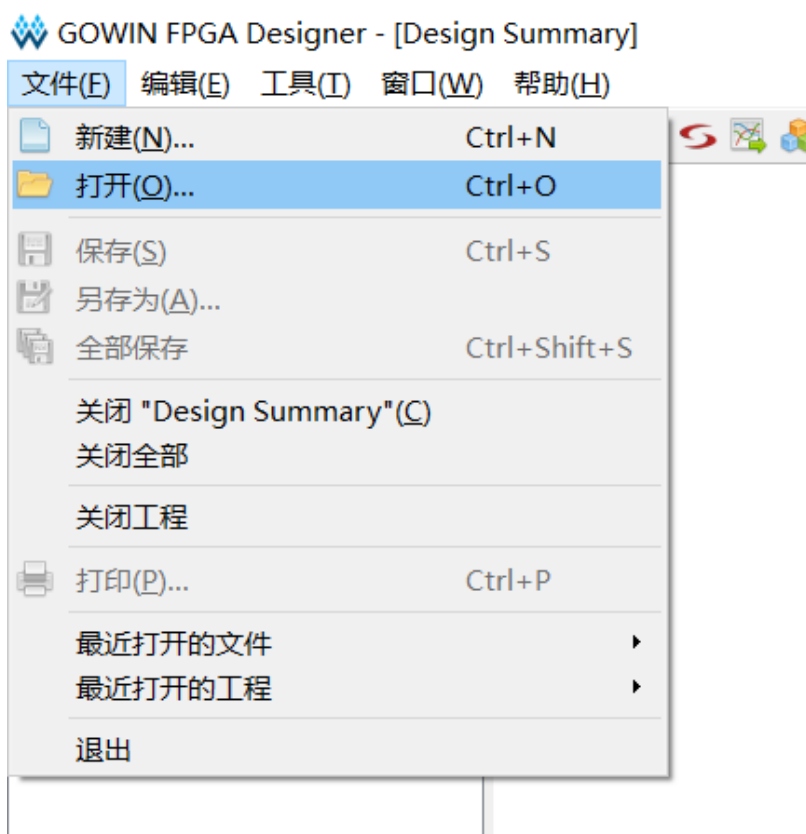 GOWIN FPGA Designer - [Design Summary]
文件(F) 编辑(E) 工具(T) 窗口(W) 帮助(H)
新建(N)... Ctrl+N
打开(O)... Ctrl+O
保存(S) Ctrl+S
另存为(A)...
全部保存 Ctrl+Shift+S
关闭 "Design Summary"(C)
关闭全部
关闭工程
打印(P)... Ctrl+P
最近打开的文件
最近打开的工程
退出